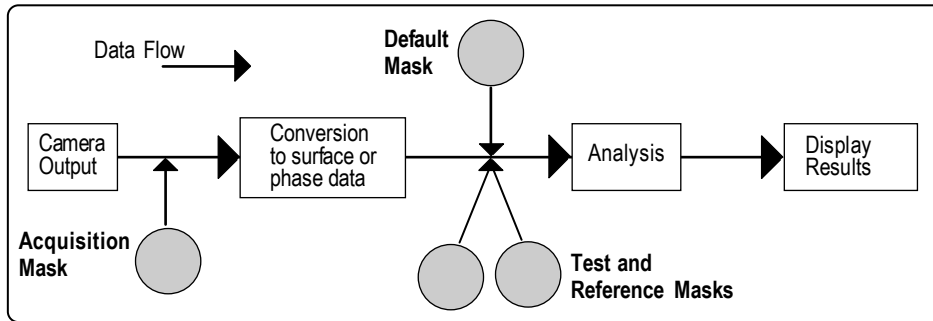 Data Flow
Default
Mask
Camera
Output
Conversion
to surface or
phase data
Analysis
Display
Results
Acquisition
Mask
Test and
Reference Masks